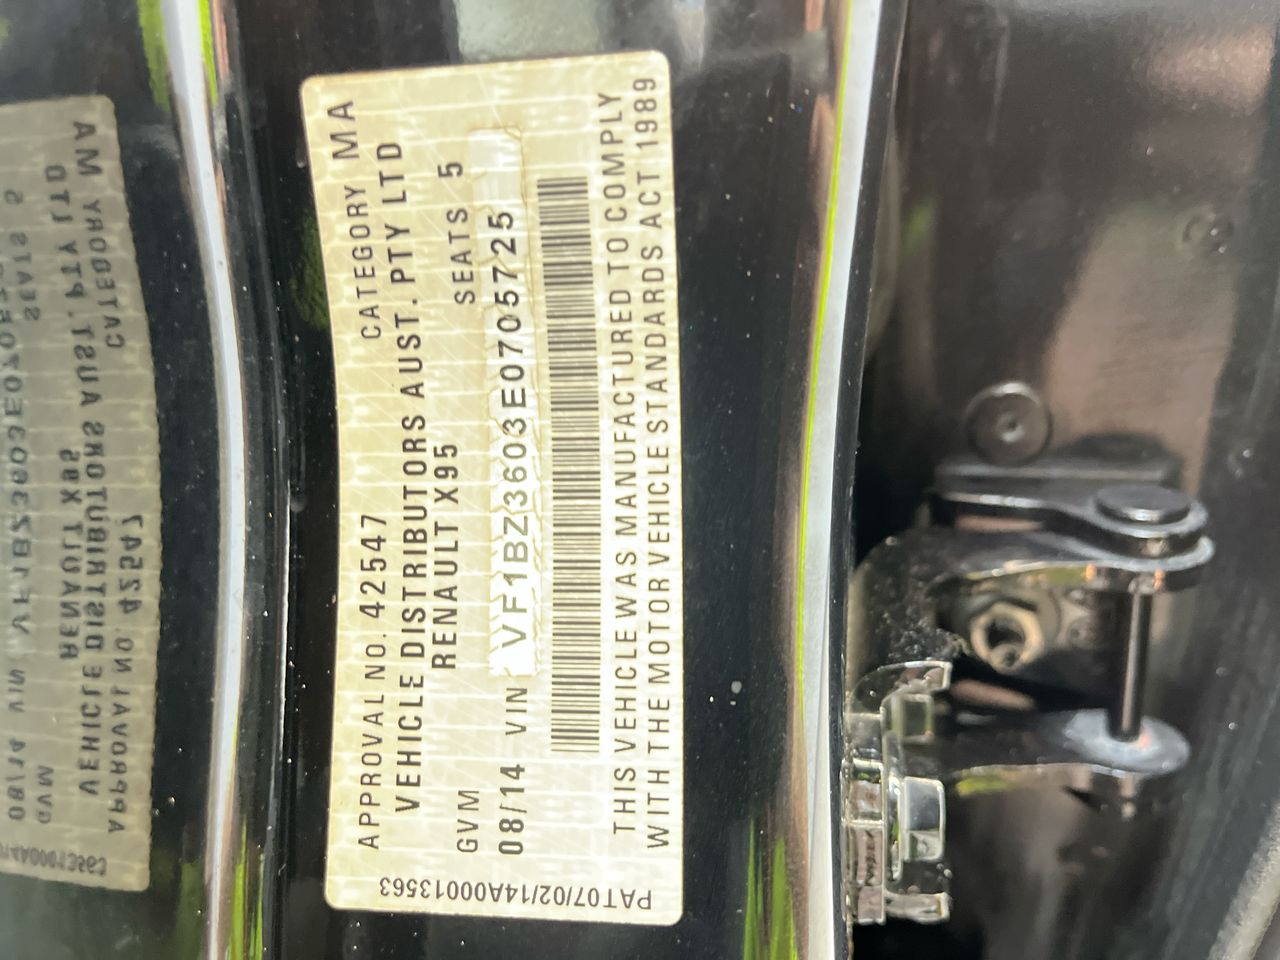 APPROVAL NO. 42547 CATEGORY MA
VEHICLE DISTRIBUTORS AUST. PTY LTD
RENAULT X95
GVM SEATS 5
08/14 VIN VF1BZ3603E0705725
THIS VEHICLE WAS MANUFACTURED TO COMPLY
WITH THE MOTOR VEHICLE STANDARDS ACT 1989
PAT07/02/14A00013563